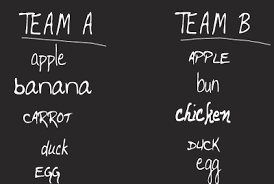 TEAM A
apple
banana
CARROT
duck
EGG
TEAM B
APPLE
bun
chicken
DUCK
egg